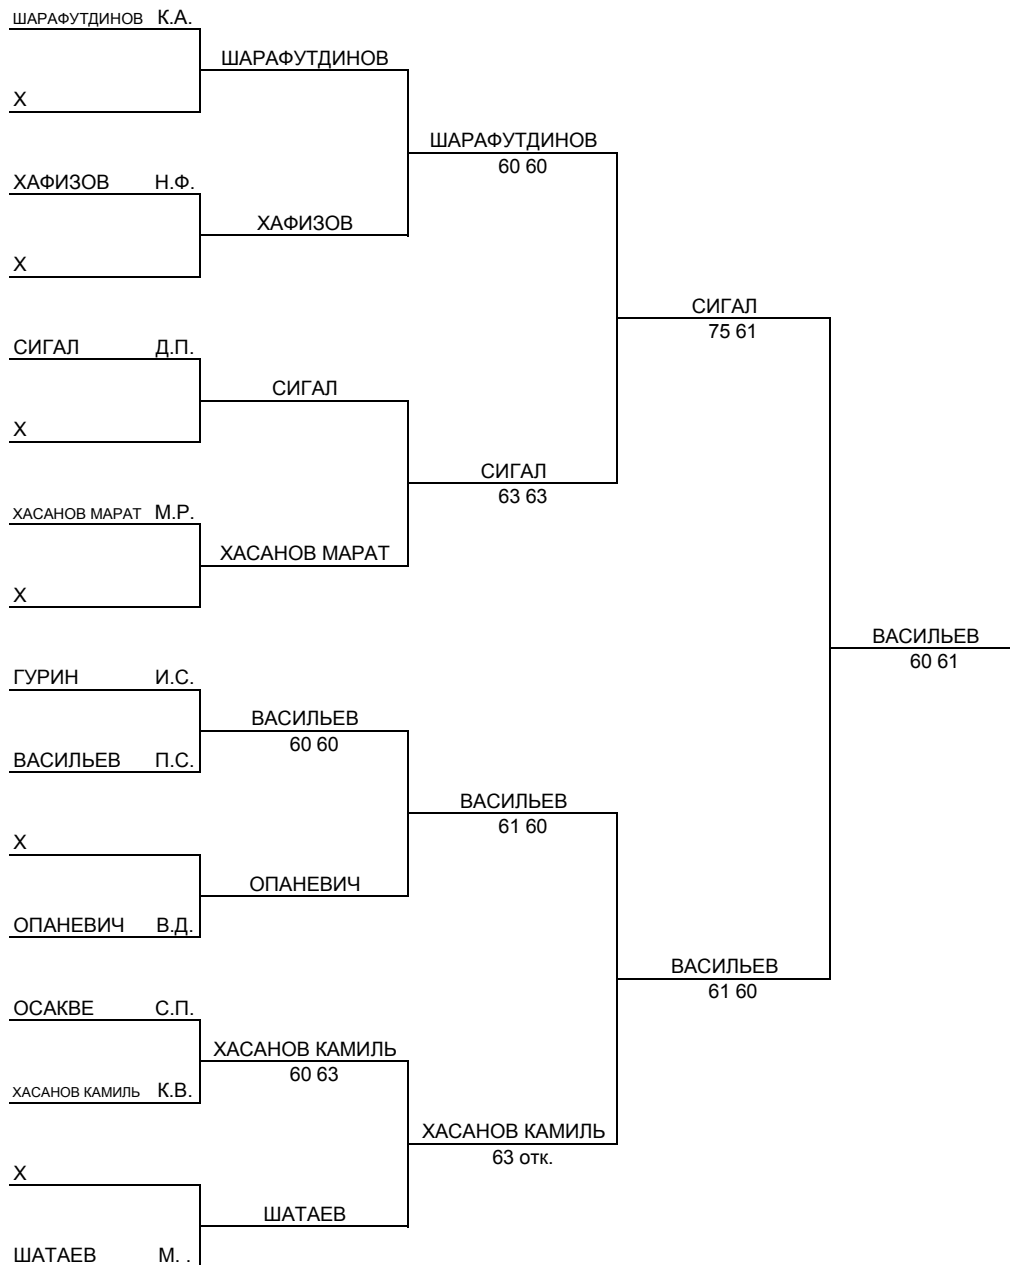 ШАРАФУТДИНОВ К.А.
ШАРАФУТДИНОВ
Х
ШАРАФУТДИНОВ
60 60
ХАФИЗОВ Н.Ф.
ХАФИЗОВ
Х
СИГАЛ
75 61
СИГАЛ Д.П.
СИГАЛ
Х
СИГАЛ
63 63
ХАСАНОВ МАРАТ М.Р.
ХАСАНОВ МАРАТ
Х
ВАСИЛЬЕВ
60 61
ГУРИН И.С.
ВАСИЛЬЕВ
60 60
ВАСИЛЬЕВ П.С.
ВАСИЛЬЕВ
61 60
Х
ОПАНЕВИЧ
ОПАНЕВИЧ В.Д.
ВАСИЛЬЕВ
61 60
ОСАКВЕ С.П.
ХАСАНОВ КАМИЛЬ
60 63
ХАСАНОВ КАМИЛЬ К.В.
ХАСАНОВ КАМИЛЬ
63 отк.
Х
ШАТАЕВ
ШАТАЕВ М. .